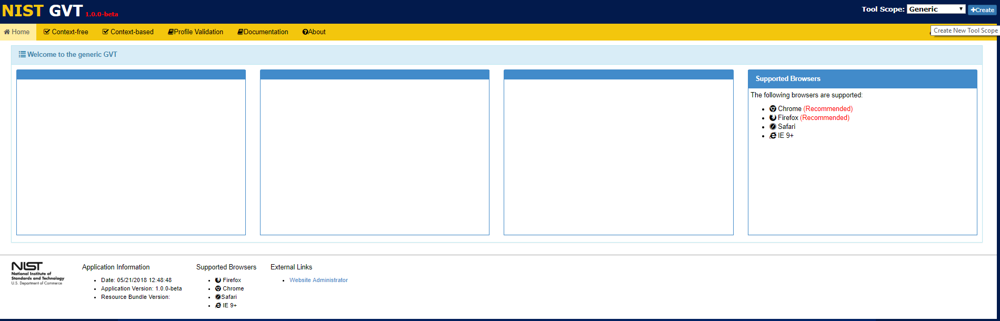 NIST GVT 1.0.0-beta
Tool Scope: Generic Create
Home Context-free Context-based Profile Validation Documentation About
Create New Tool Scope
Welcome to the generic GVT
Supported Browsers
The following browsers are supported:
Chrome (Recommended)
Firefox (Recommended)
Safari
IE 9+
NIST
National Institute of
Standards and Technology
U.S. Department of Commerce
Application Information
Date: 05/21/2018 12:48:48
Application Version: 1.0.0-beta
Resource Bundle Version:
Supported Browsers
Firefox
Chrome
Safari
IE 9+
External Links
Website Administrator